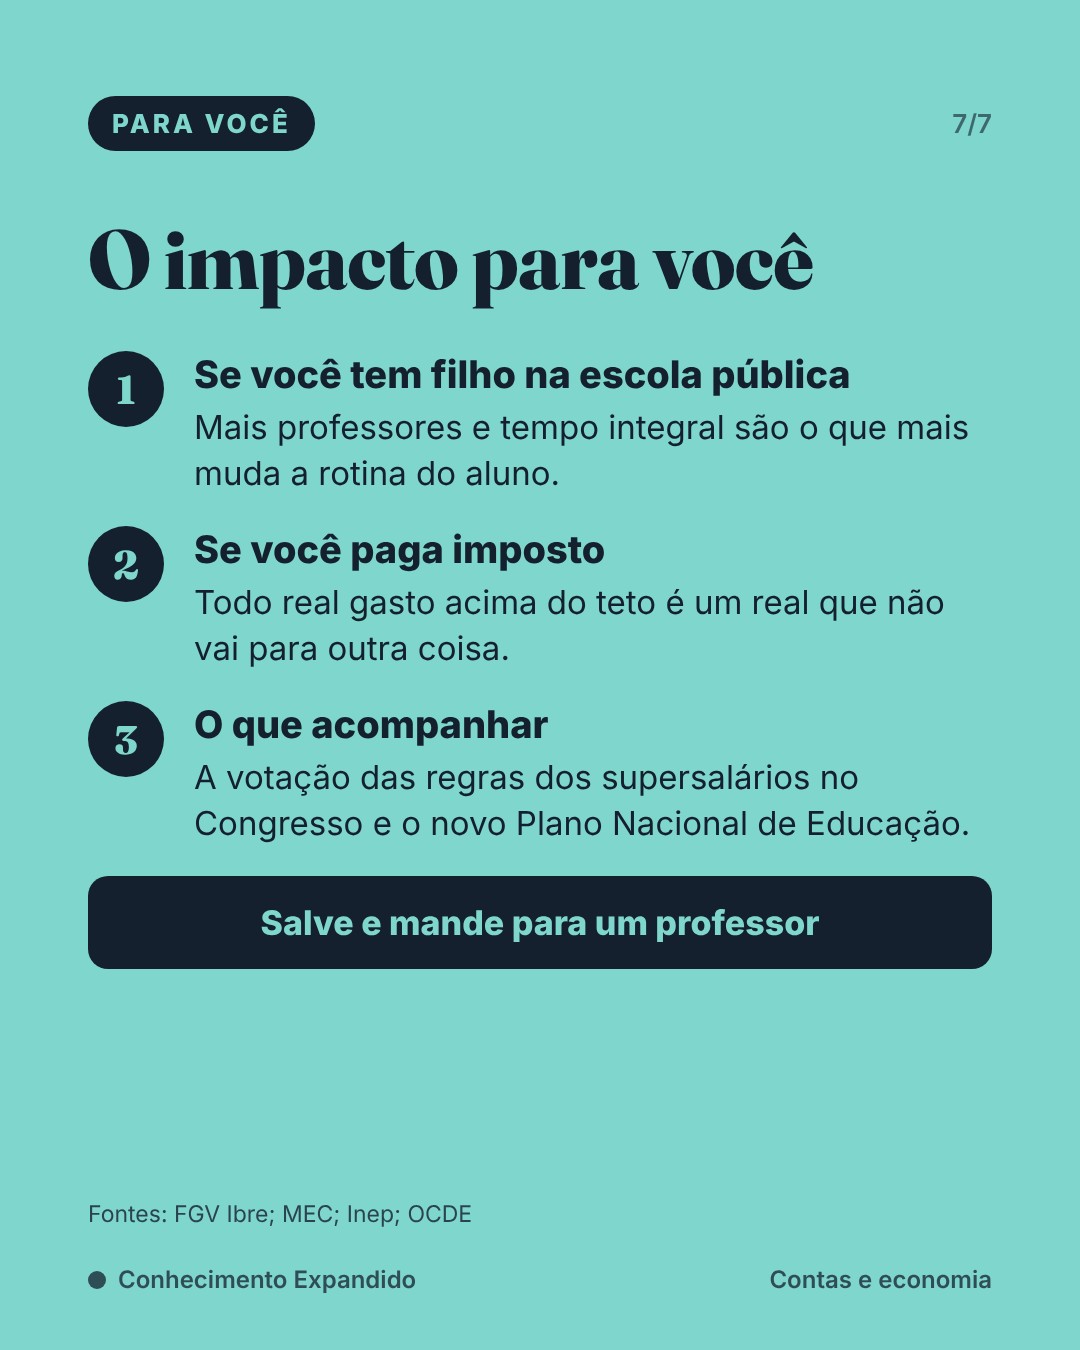 PARA VOCÊ
7/7
O impacto para você
1
Se você tem filho na escola pública
Mais professores e tempo integral são o que mais
muda a rotina do aluno.
2
Se você paga imposto
Todo real gasto acima do teto é um real que não
vai para outra coisa.
3
O que acompanhar
A votação das regras dos supersalários no
Congresso e o novo Plano Nacional de Educação.
Salve e mande para um professor
Fontes: FGV Ibre; MEC; Inep; OCDE
Conhecimento Expandido
Contas e economia